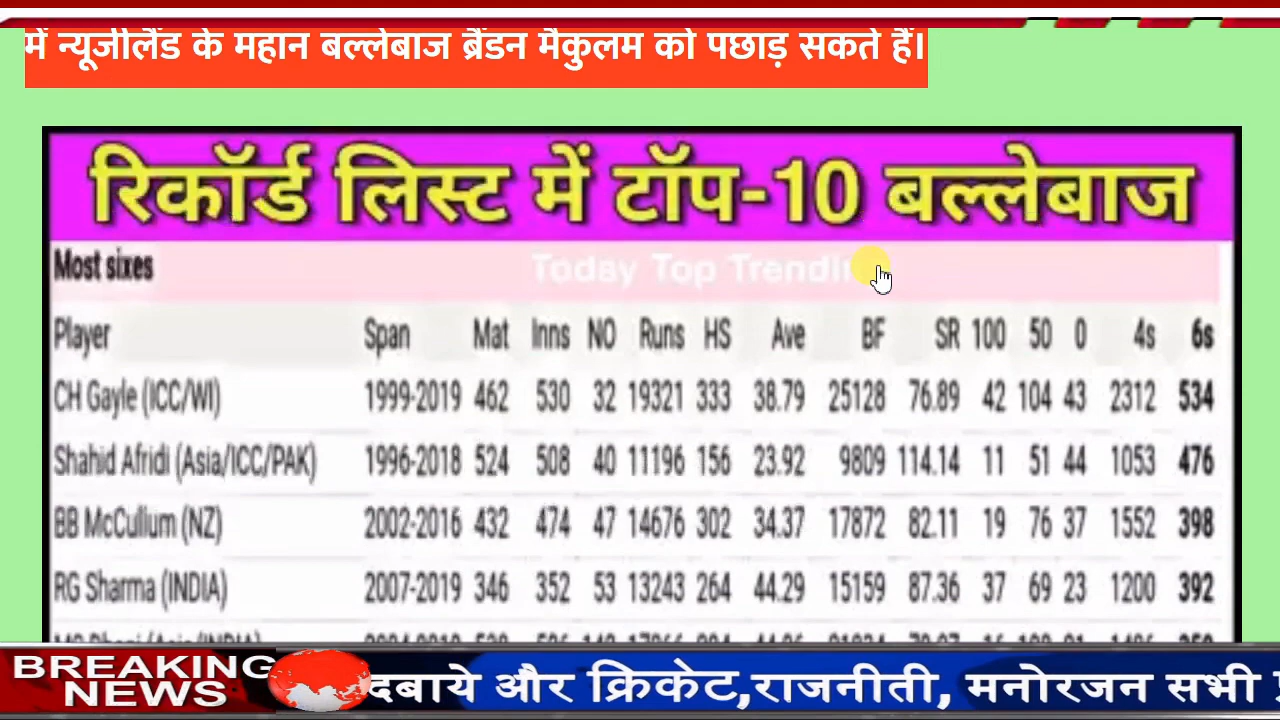 में न्यूजीलैंड के महान बल्लेबाज ब्रैंडन मैकुलम को पछाड़ सकते हैं।
रिकॉर्ड लिस्ट में टॉप-10 बल्लेबाज
Most sixes
Today Top Trendin
Player Span Mat Inns NO Runs HS Ave BF SR 100 50 0 4s 6s
CH Gayle (ICC/WI) 1999-2019 462 530 32 19321 333 38.79 25128 76.89 42 104 43 2312 534
Shahid Afridi (Asia/ICC/PAK) 1996-2018 524 508 40 11196 156 23.92 9809 114.14 11 51 44 1053 476
BB McCullum (NZ) 2002-2016 432 474 47 14676 302 34.37 17872 82.11 19 76 37 1552 398
RG Sharma (INDIA) 2007-2019 346 352 53 13243 264 44.29 15159 87.36 37 69 23 1200 392
BREAKING
NEWS
दबाये और क्रिकेट,राजनीती, मनोरजन सभी